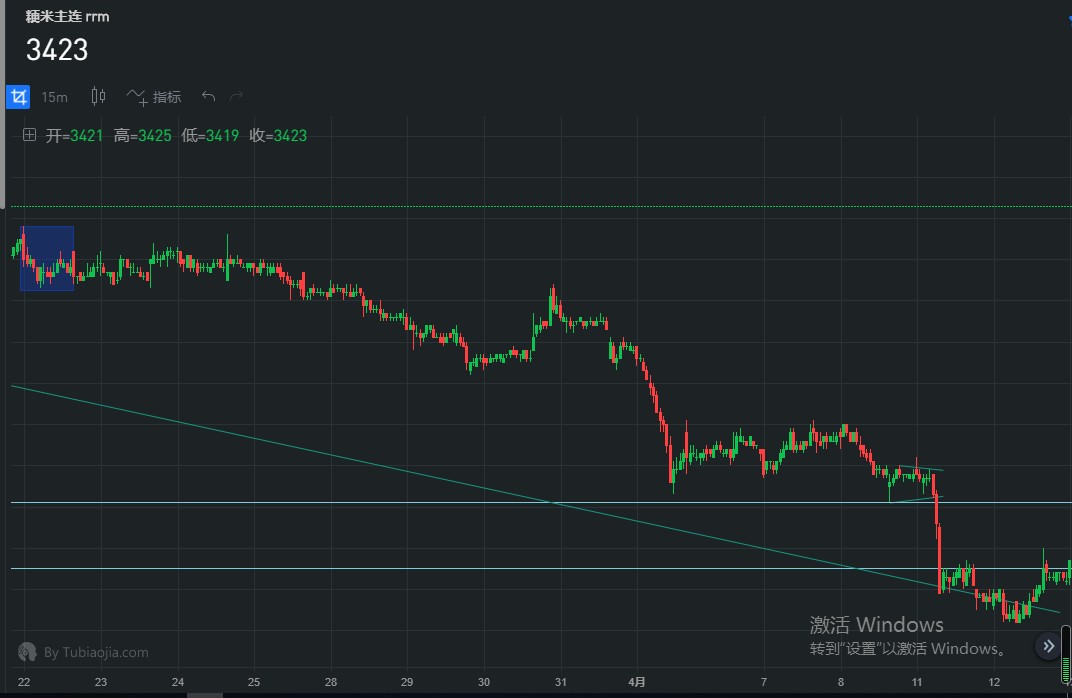 粳米主连 rrm
3423
15m 指标
开=3421 高=3425 低=3419 收=3423
激活 Windows
转到“设置”以激活 Windows。
By Tubiaojia.com
22 23 24 25 28 29 30 31 4月 7 8 11 12